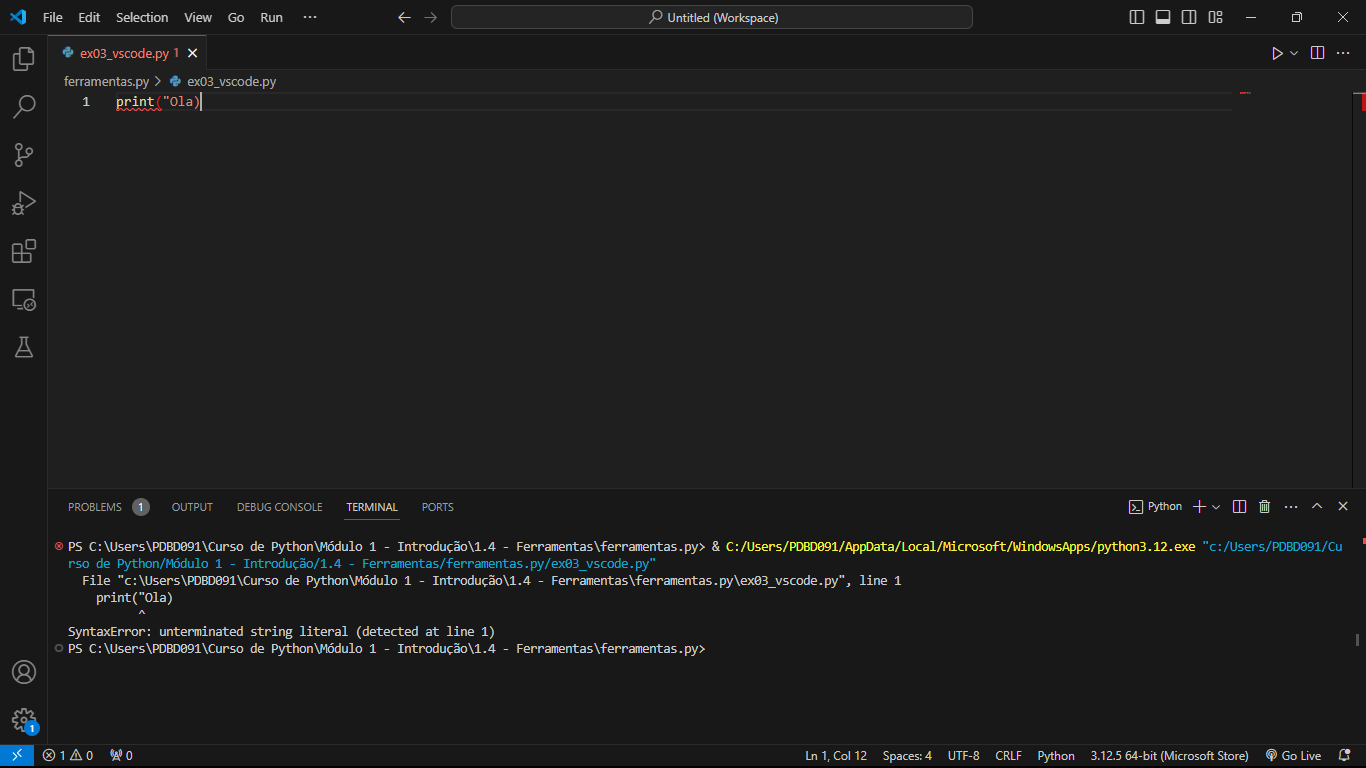 File Edit Selection View Go Run ··· Untitled (Workspace)
ex03_vscode.py 1
ferramentas.py > ex03_vscode.py
1 print("Ola)
PROBLEMS 1 OUTPUT DEBUG CONSOLE TERMINAL PORTS Python
PS C:\Users\PDBD091\Curso de Python\Módulo 1 - Introdução\1.4 - Ferramentas\ferramentas.py> & C:/Users/PDBD091/AppData/Local/Microsoft/WindowsApps/python3.12.exe "c:/Users/PDBD091/Cu
rso de Python/Módulo 1 - Introdução/1.4 - Ferramentas/ferramentas.py/ex03_vscode.py"
File "c:\Users\PDBD091\Curso de Python\Módulo 1 - Introdução\1.4 - Ferramentas\ferramentas.py\ex03_vscode.py", line 1
print("Ola)
^
SyntaxError: unterminated string literal (detected at line 1)
PS C:\Users\PDBD091\Curso de Python\Módulo 1 - Introdução\1.4 - Ferramentas\ferramentas.py>
1
1 0 0 Ln 1, Col 12 Spaces: 4 UTF-8 CRLF Python 3.12.5 64-bit (Microsoft Store) Go Live